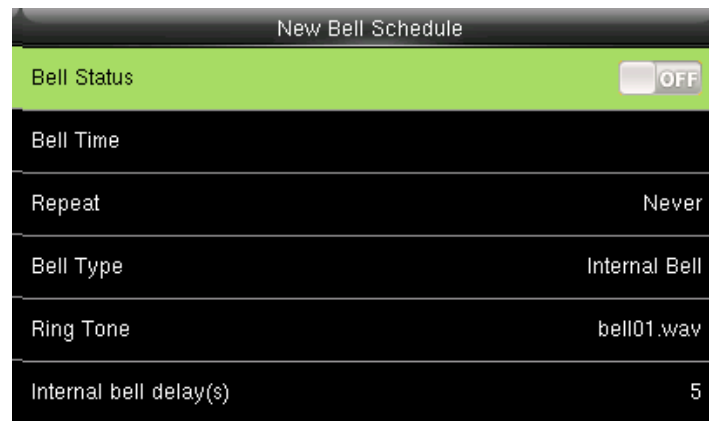 New Bell Schedule
Bell Status OFF
Bell Time
Repeat Never
Bell Type Internal Bell
Ring Tone bell01.wav
Internal bell delay(s) 5